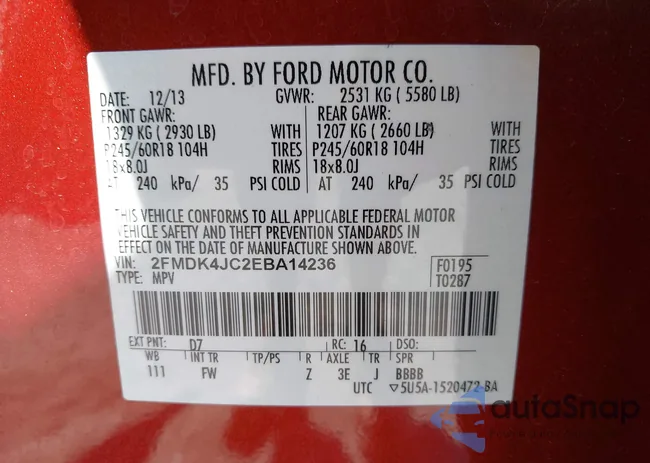 MFD. BY FORD MOTOR CO.
DATE: 12/13 GVWR: 2531 KG ( 5580 LB)
FRONT GAWR: REAR GAWR:
1329 KG ( 2930 LB) WITH 1207 KG ( 2660 LB) WITH
P245/60R18 104H TIRES P245/60R18 104H TIRES
18x8.0J RIMS 18x8.0J RIMS
AT 240 kPa/ 35 PSI COLD AT 240 kPa/ 35 PSI COLD
THIS VEHICLE CONFORMS TO ALL APPLICABLE FEDERAL MOTOR
VEHICLE SAFETY AND THEFT PREVENTION STANDARDS IN
EFFECT ON THE DATE OF MANUFACTURE SHOWN ABOVE.
VIN: 2FMDK4JC2EBA14236 F0195
TYPE: MPV T0287
EXT PNT: D7 RC: 16 DSO:
WB INT TR TP/PS R AXLE TR SPR
111 FW Z 3E J BBBB
UTC ▽5U5A-1520472-BA
autoSnap